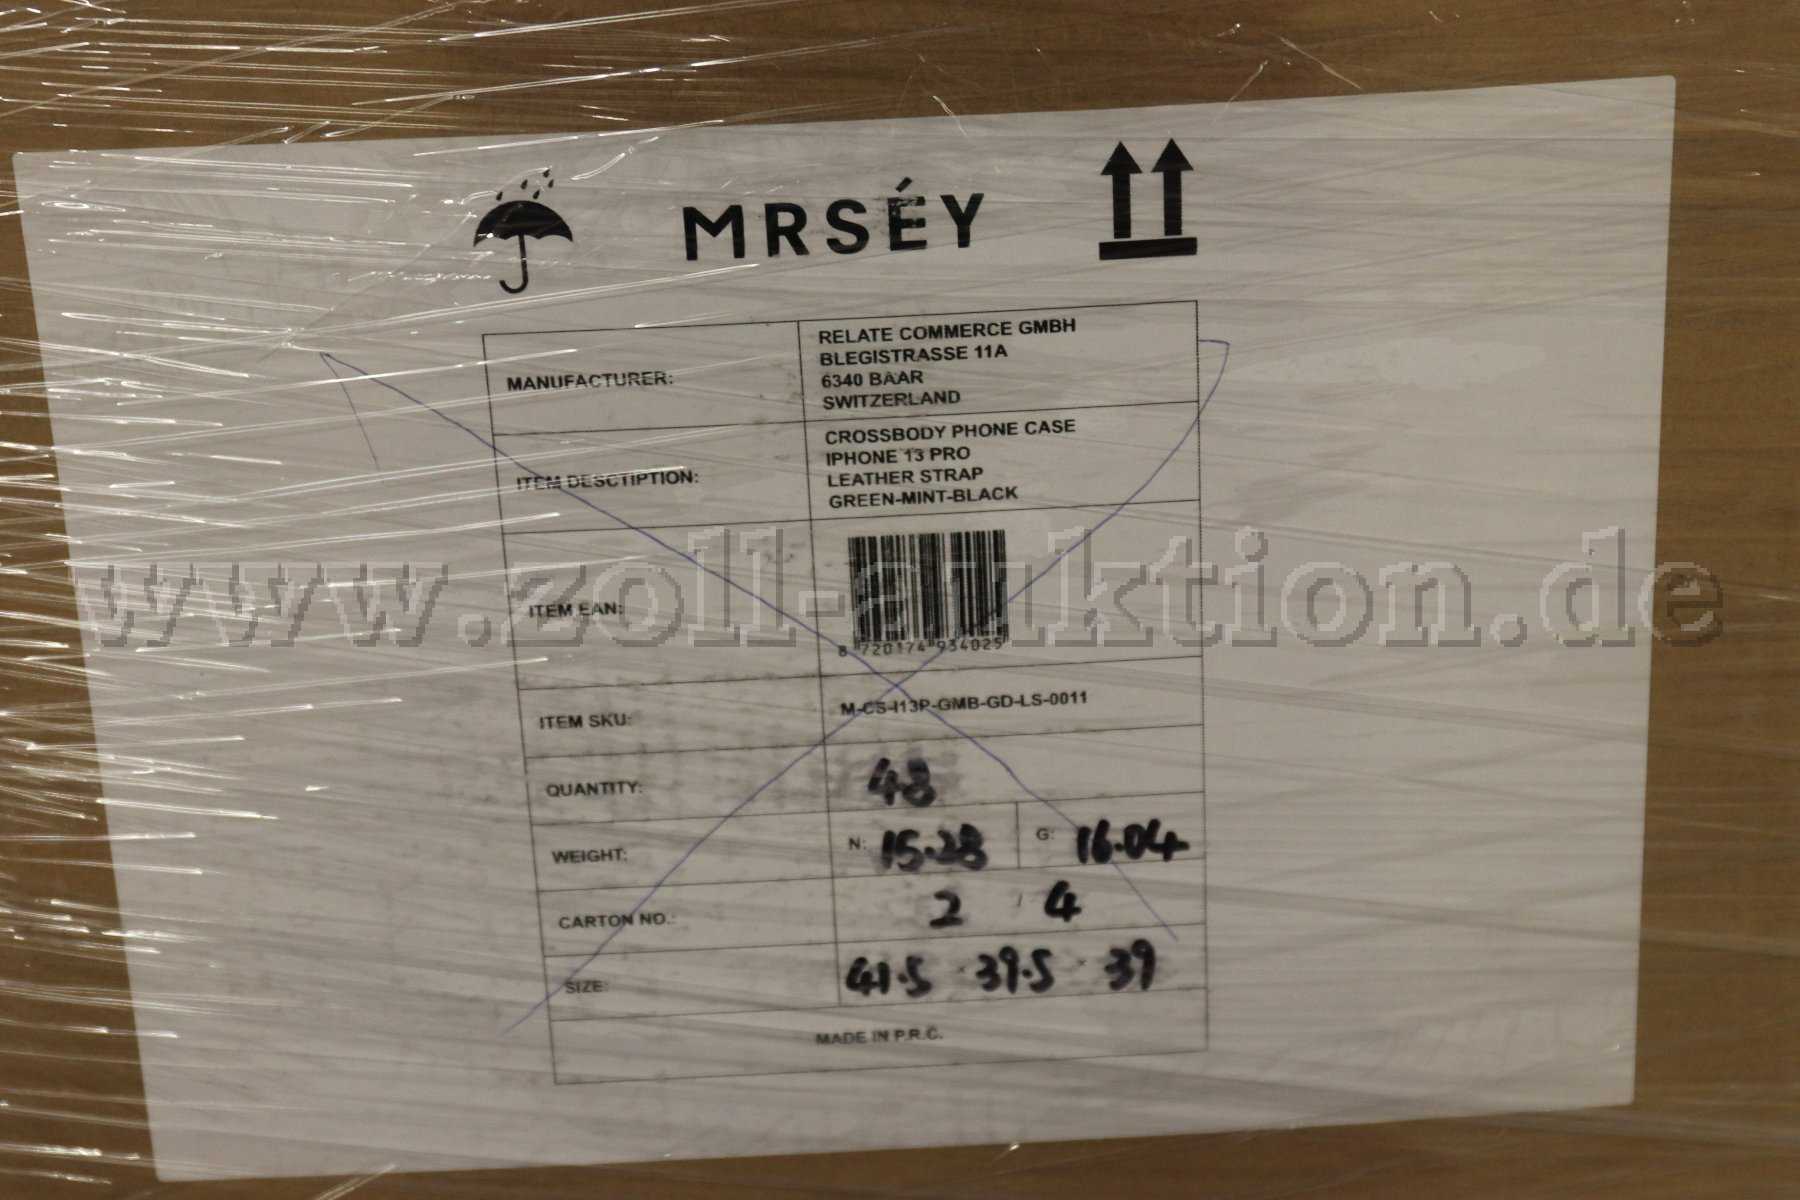 MRSÉY
MANUFACTURER:
RELATE COMMERCE GMBH
BLEGISTRASSE 11A
6340 BAAR
SWITZERLAND
ITEM DESCTIPTION:
CROSSBODY PHONE CASE
IPHONE 13 PRO
LEATHER STRAP
GREEN-MINT-BLACK
www.zoll-auktion.de
ITEM EAN:
8 720174 934025
ITEM SKU:
M-CS-I13P-GMB-GD-LS-0011
QUANTITY:
48
WEIGHT:
N: 15.28
G: 16.04
CARTON NO.:
2 / 4
SIZE:
41.5 × 39.5 × 39
MADE IN P.R.C.